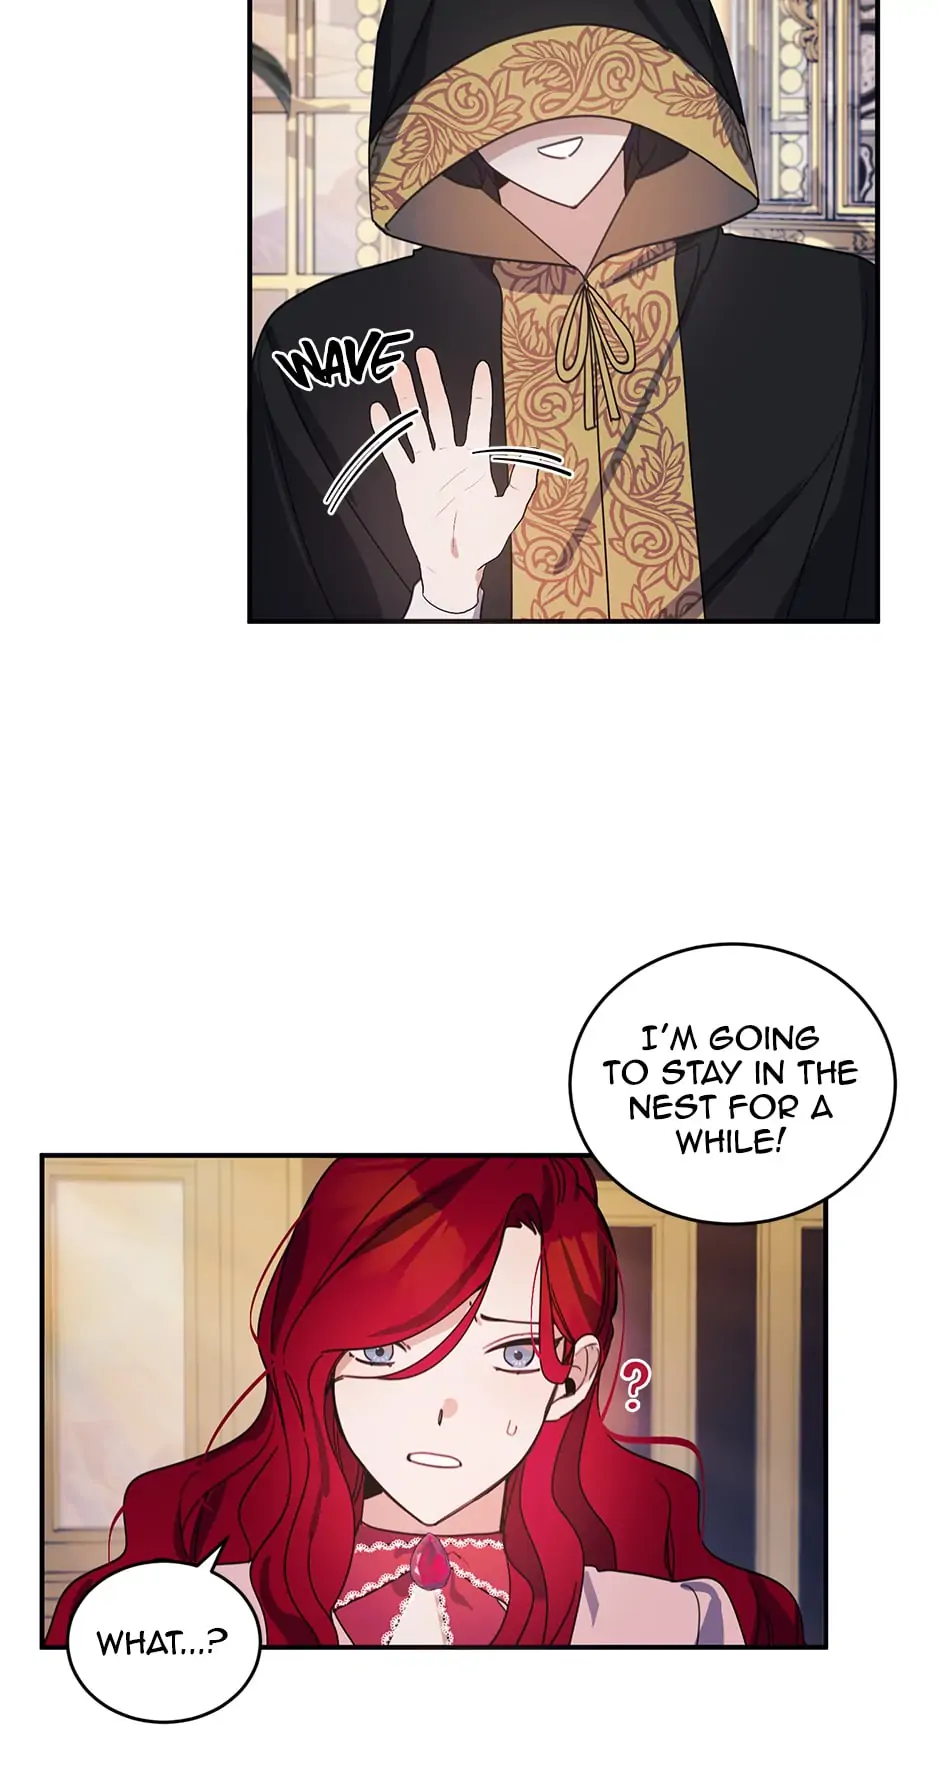 WAVE
I'M GOING
TO STAY IN THE
NEST FOR A
WHILE!
?
WHAT...?